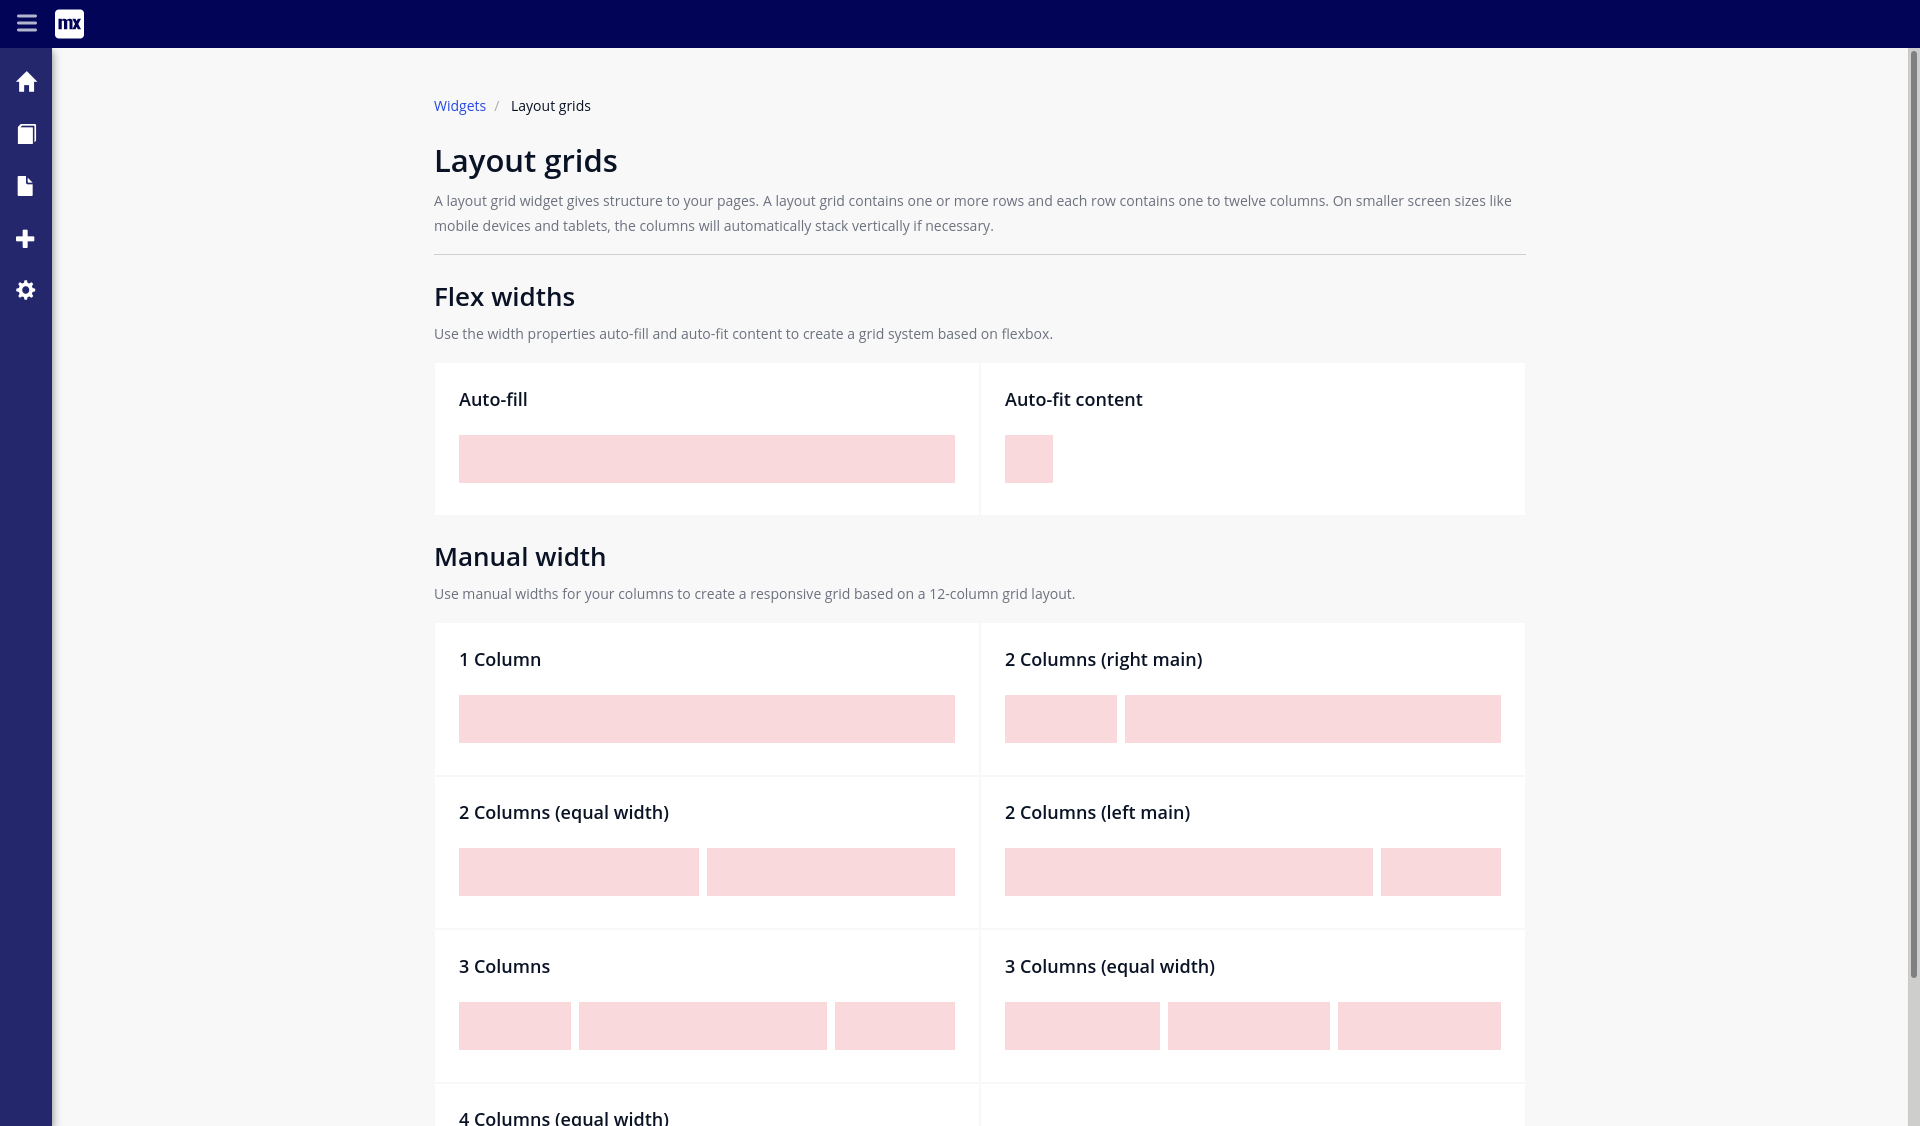 mx
Widgets / Layout grids
Layout grids
A layout grid widget gives structure to your pages. A layout grid contains one or more rows and each row contains one to twelve columns. On smaller screen sizes like
mobile devices and tablets, the columns will automatically stack vertically if necessary.
Flex widths
Use the width properties auto-fill and auto-fit content to create a grid system based on flexbox.
Auto-fill
Auto-fit content
Manual width
Use manual widths for your columns to create a responsive grid based on a 12-column grid layout.
1 Column
2 Columns (right main)
2 Columns (equal width)
2 Columns (left main)
3 Columns
3 Columns (equal width)
4 Columns (equal width)